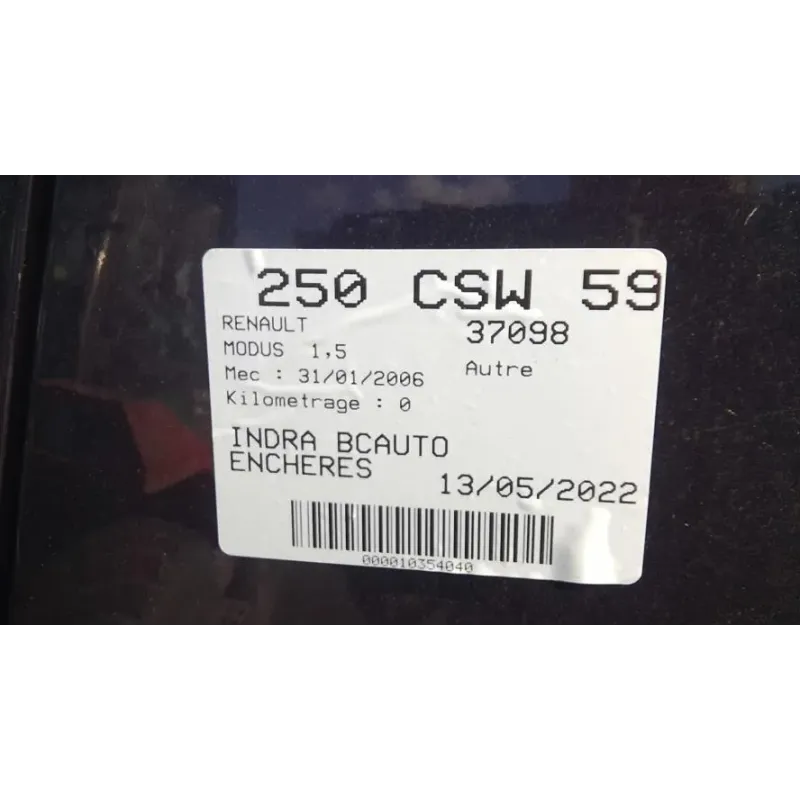 250 CSW 59
RENAULT 37098
MODUS 1,5
Autre
Mec : 31/01/2006
Kilometrage : 0
INDRA BCAUTO
ENCHERES
13/05/2022
000010354040